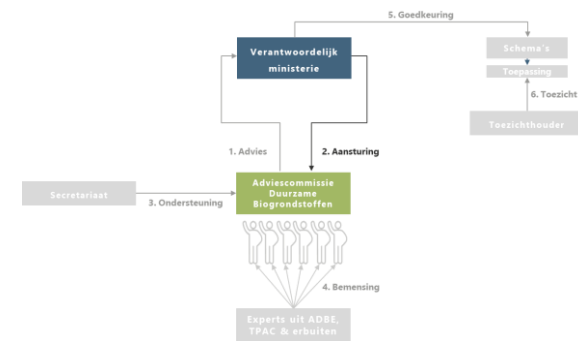 5. Goedkeuring
Verantwoordelijk
ministerie
Schema's
Toepassing
6. Toezicht
Toezichthouder
1. Advies
2. Aansturing
Adviescommissie
Duurzame
Biogrondstoffen
Secretariaat
3. Ondersteuning
4. Bemensing
Experts uit ADBE,
TPAC & erbuiten